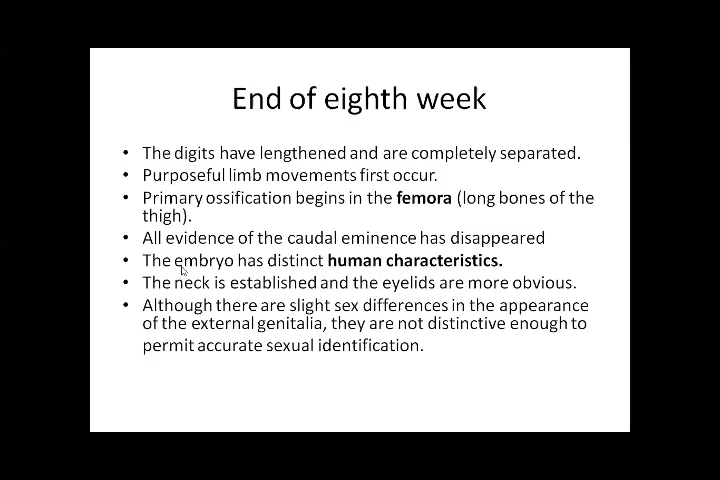 End of eighth week
• The digits have lengthened and are completely separated.
• Purposeful limb movements first occur.
• Primary ossification begins in the femora (long bones of the
thigh).
• All evidence of the caudal eminence has disappeared
• The embryo has distinct human characteristics.
• The neck is established and the eyelids are more obvious.
• Although there are slight sex differences in the appearance
of the external genitalia, they are not distinctive enough to
permit accurate sexual identification.